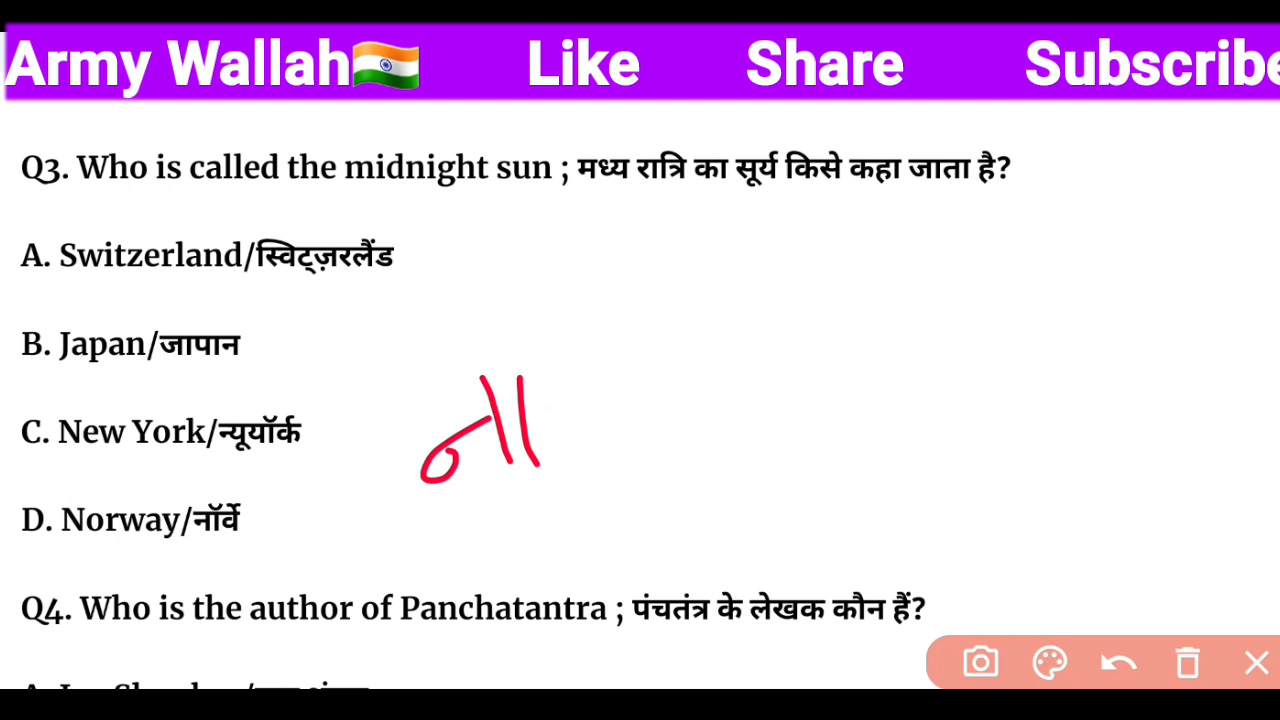 Army Wallah🇮🇳 Like Share Subscribe
Q3. Who is called the midnight sun ; मध्य रात्रि का सूर्य किसे कहा जाता है?
A. Switzerland/स्विट्ज़रलैंड
B. Japan/जापान
C. New York/न्यूयॉर्क
ना
D. Norway/नॉर्वे
Q4. Who is the author of Panchatantra ; पंचतंत्र के लेखक कौन हैं?